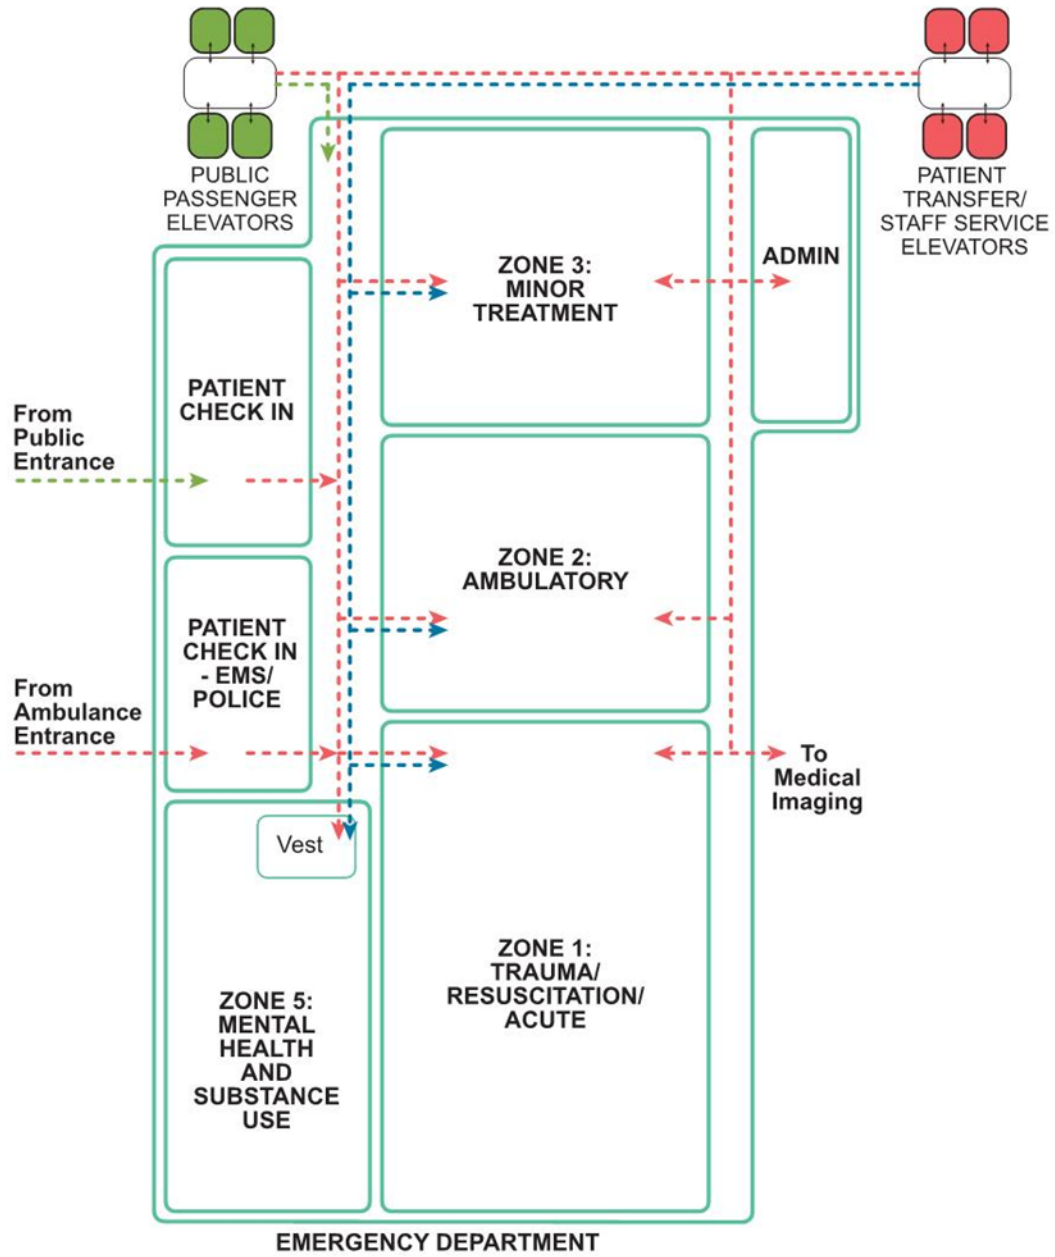 PUBLIC
PASSENGER
ELEVATORS
PATIENT
TRANSFER/
STAFF SERVICE
ELEVATORS
ADMIN
ZONE 3:
MINOR
TREATMENT
PATIENT
CHECK IN
From
Public
Entrance
ZONE 2:
AMBULATORY
PATIENT
CHECK IN
- EMS/
POLICE
From
Ambulance
Entrance
To
Medical
Imaging
Vest
ZONE 1:
TRAUMA/
RESUSCITATION/
ACUTE
ZONE 5:
MENTAL
HEALTH
AND
SUBSTANCE
USE
EMERGENCY DEPARTMENT